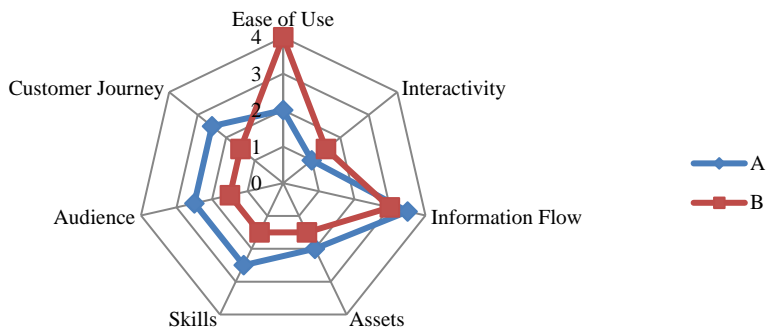 Ease of Use
4
3
2
1
0
Customer Journey
Interactivity
Audience
Information Flow
Skills
Assets
A
B